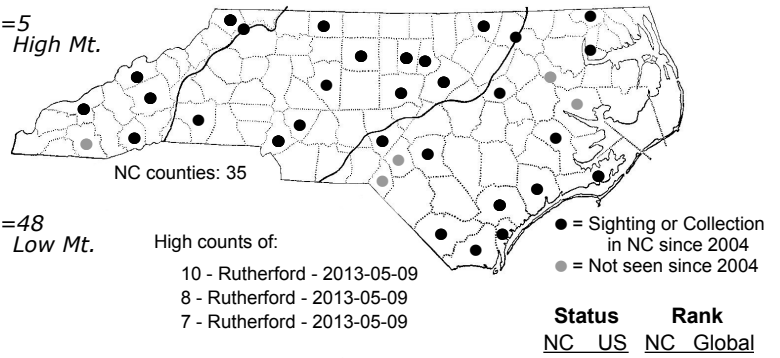 =5
High Mt.
NC counties: 35
=48
Low Mt.
High counts of:
10 - Rutherford - 2013-05-09
8 - Rutherford - 2013-05-09
7 - Rutherford - 2013-05-09
● = Sighting or Collection
in NC since 2004
● = Not seen since 2004
Status Rank
NC US NC Global